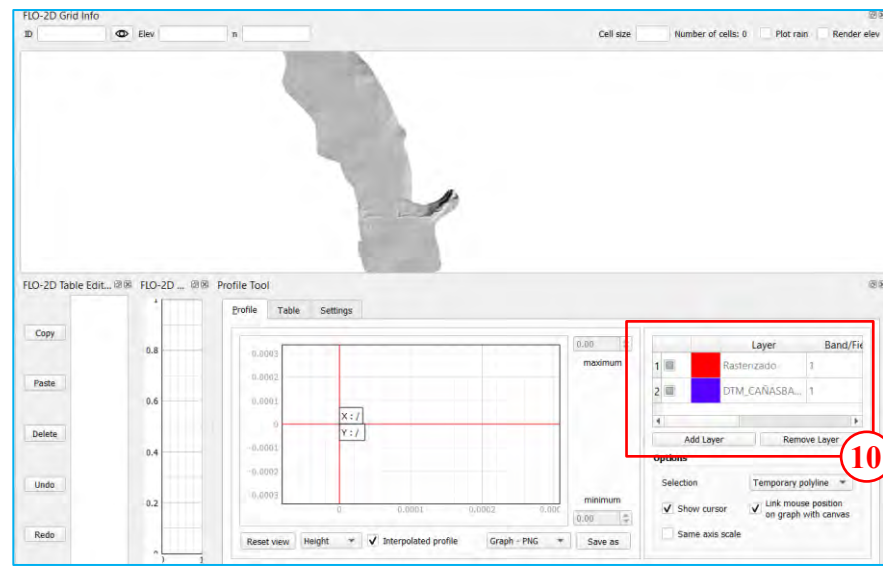 FLO-2D Grid Info
ID Elev n Cell size Number of cells: 0 Plot rain Render elev
FLO-2D Table Edit... FLO-2D ... Profile Tool
Profile Table Settings
Copy
Paste
Delete
Undo
Redo
1
0.8
0.6
0.4
0.2
0.0003
0.0002
0.0001
0
-0.0001
-0.0002
-0.0003
X : /
Y : /
0 0.0001 0.0002
0.00
maximum
minimum
0.00
Layer Band/Fie
1 Rasterizado 1
2 DTM_CAÑASBA... 1
Add Layer Remove Layer
10
Options
Selection Temporary polyline
Show cursor Link mouse position on graph with canvas
Same axis scale
Reset view Height Interpolated profile Graph - PNG Save as